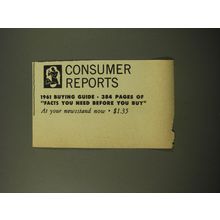 CONSUMER
REPORTS
1961 BUYING GUIDE · 384 PAGES OF
"FACTS YOU NEED BEFORE YOU BUY"
At your newsstand now · $1.35